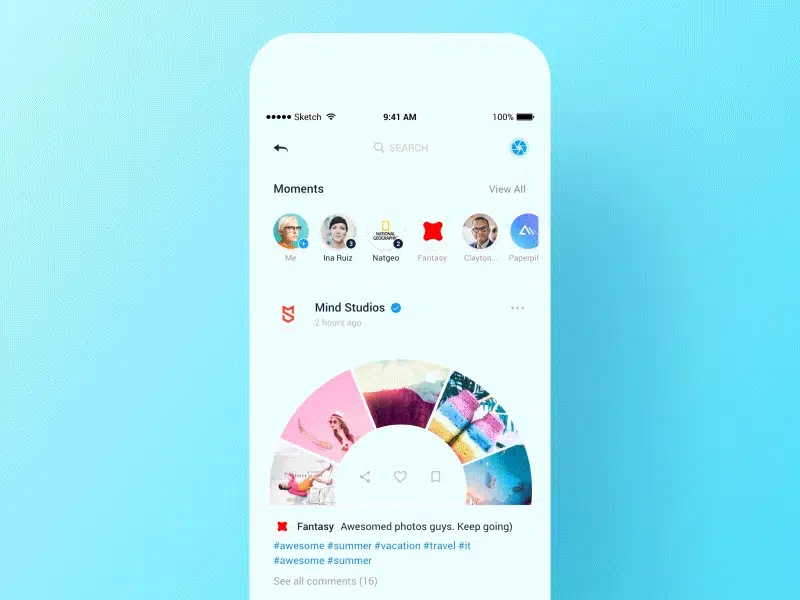 Sketch 9:41 AM 100%
SEARCH
Moments View All
NATIONAL
GEOGRAPHIC
3 2
Me Ina Ruiz Natgeo Fantasy Clayton... Paperpil
Mind Studios
2 hours ago
Fantasy Awesomed photos guys. Keep going)
#awesome #summer #vacation #travel #it
#awesome #summer
See all comments (16)